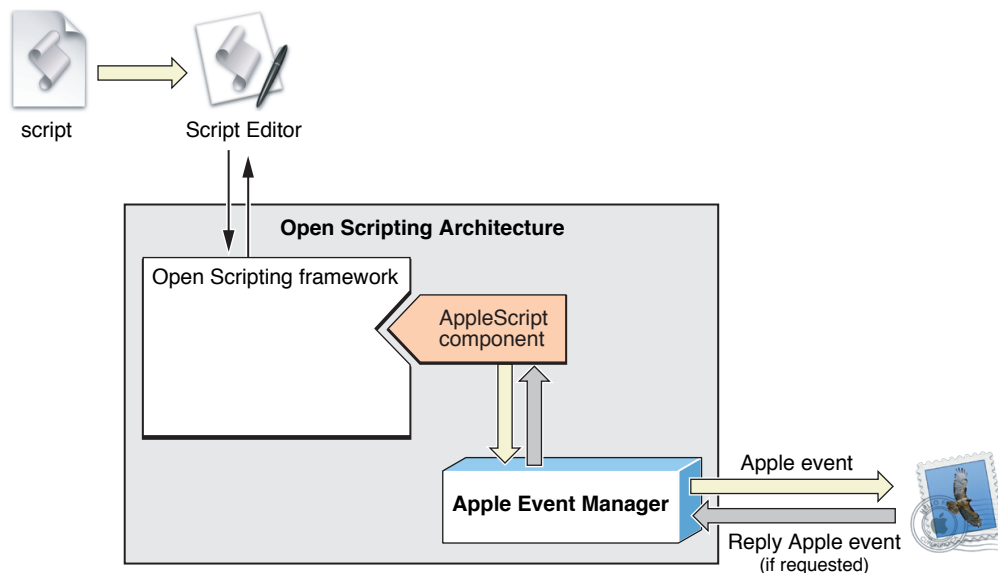 script
Script Editor
Open Scripting Architecture
Open Scripting framework
AppleScript
component
Apple Event Manager
Apple event
Reply Apple event
(if requested)